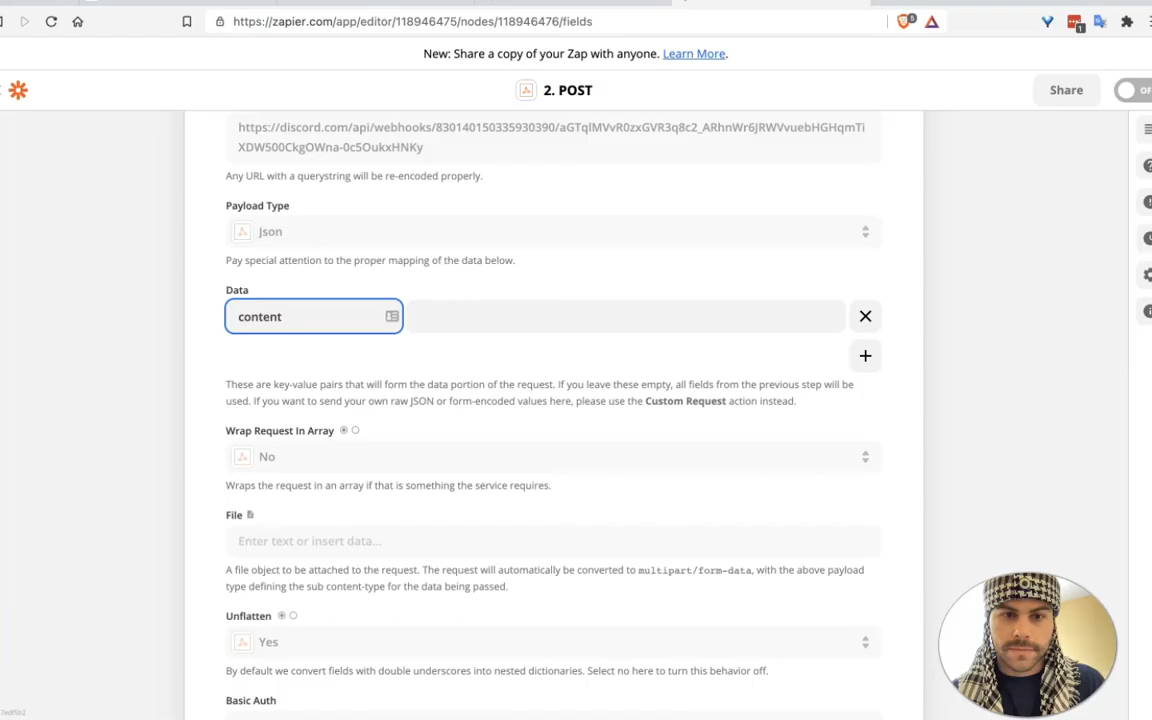 https://zapier.com/app/editor/118946475/nodes/118946476/fields
New: Share a copy of your Zap with anyone. Learn More.
2. POST
Share
OF
https://discord.com/api/webhooks/830140150335930390/aGTqlMVvR0zxGVR3q8c2_ARhnWr6JRWVvuebHGHqmTi
XDW500CkgOWna-0c5OukxHNKy
Any URL with a querystring will be re-encoded properly.
Payload Type
Json
Pay special attention to the proper mapping of the data below.
Data
content
These are key-value pairs that will form the data portion of the request. If you leave these empty, all fields from the previous step will be
used. If you want to send your own raw JSON or form-encoded values here, please use the Custom Request action instead.
Wrap Request In Array
No
Wraps the request in an array if that is something the service requires.
File
Enter text or insert data...
A file object to be attached to the request. The request will automatically be converted to multipart/form-data, with the above payload
type defining the sub content-type for the data being passed.
Unflatten
Yes
By default we convert fields with double underscores into nested dictionaries. Select no here to turn this behavior off.
Basic Auth